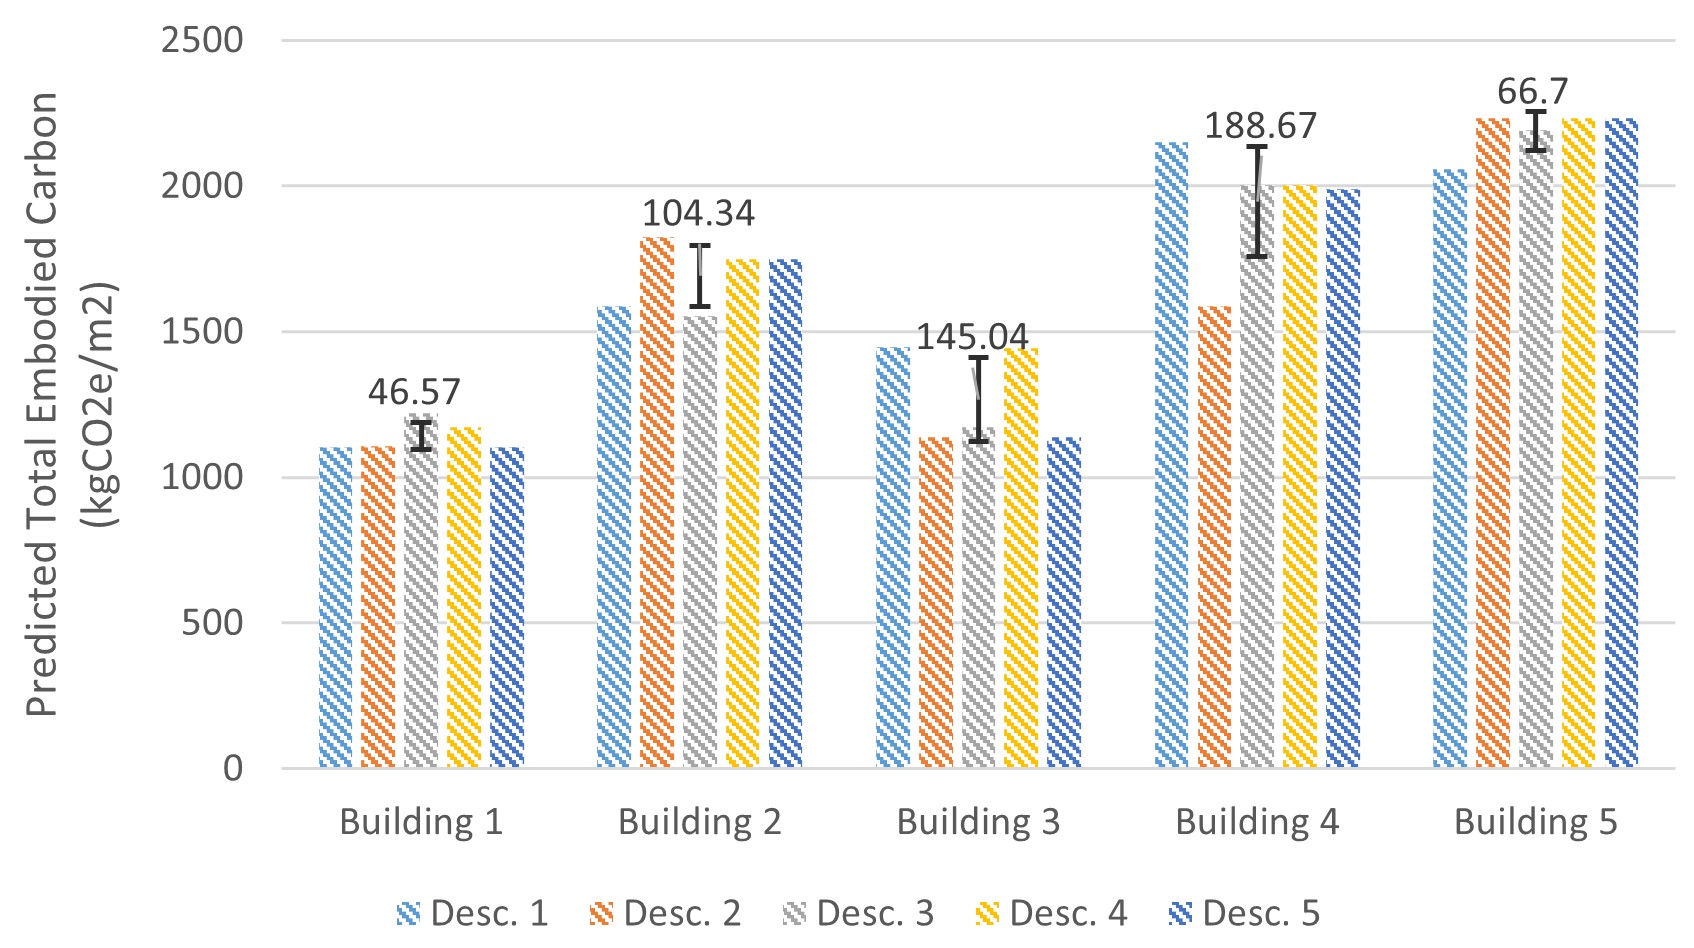 Predicted Total Embodied Carbon
(kgCO2e/m2)
2500
2000
1500
1000
500
0
46.57
104.34
145.04
188.67
66.7
Building 1
Building 2
Building 3
Building 4
Building 5
Desc. 1
Desc. 2
Desc. 3
Desc. 4
Desc. 5